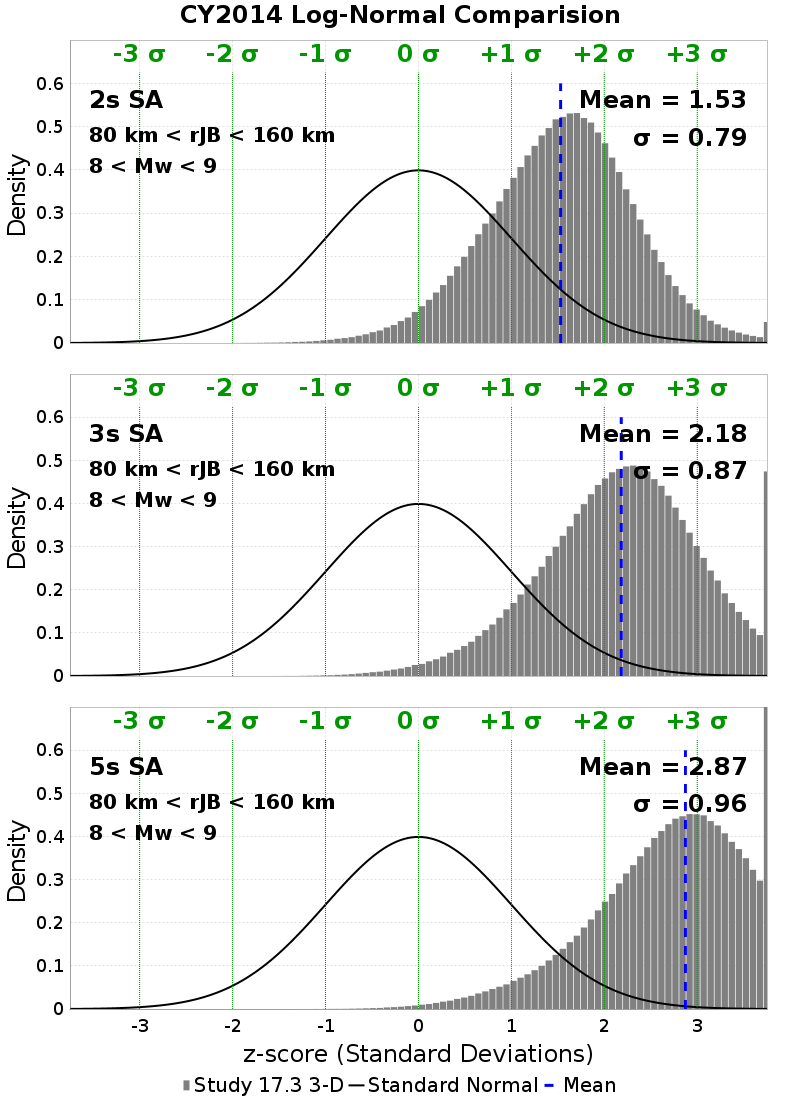 CY2014 Log-Normal Comparision
-3 σ -2 σ -1 σ 0 σ +1 σ +2 σ +3 σ
2s SA
80 km < rJB < 160 km
8 < Mw < 9
Mean = 1.53
σ = 0.79
Density
0.6
0.5
0.4
0.3
0.2
0.1
0
-3 σ -2 σ -1 σ 0 σ +1 σ +2 σ +3 σ
3s SA
80 km < rJB < 160 km
8 < Mw < 9
Mean = 2.18
σ = 0.87
Density
0.6
0.5
0.4
0.3
0.2
0.1
0
-3 σ -2 σ -1 σ 0 σ +1 σ +2 σ +3 σ
5s SA
80 km < rJB < 160 km
8 < Mw < 9
Mean = 2.87
σ = 0.96
Density
0.6
0.5
0.4
0.3
0.2
0.1
0
-3 -2 -1 0 1 2 3
z-score (Standard Deviations)
Study 17.3 3-D Standard Normal Mean